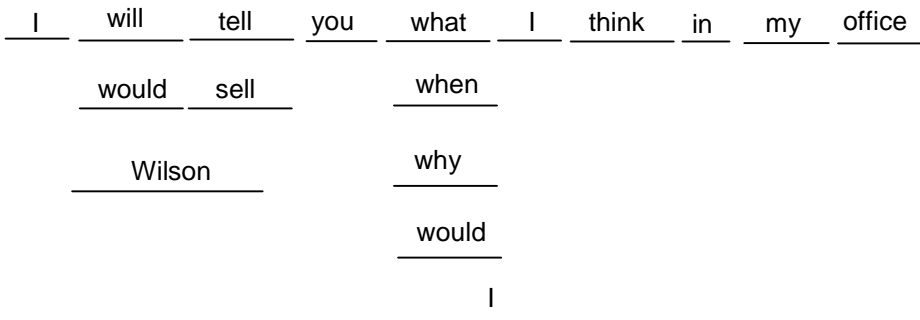 I will tell you what I think in my office
would sell when
Wilson why
would
I